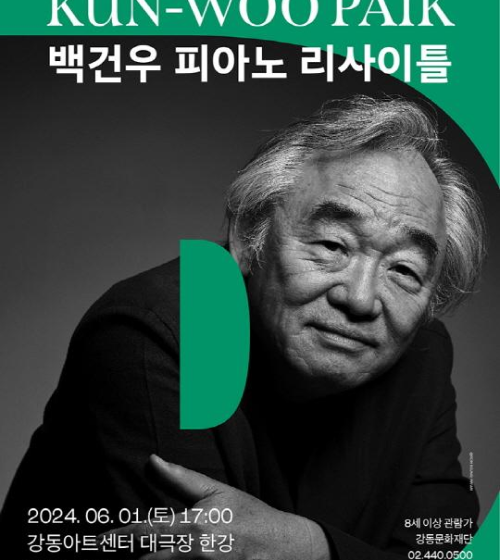 KUN-WOO PAIK
백건우 피아노 리사이틀
2024. 06. 01.(토) 17:00
강동아트센터 대극장 한강
8세 이상 관람가
강동문화재단
02.440.0500